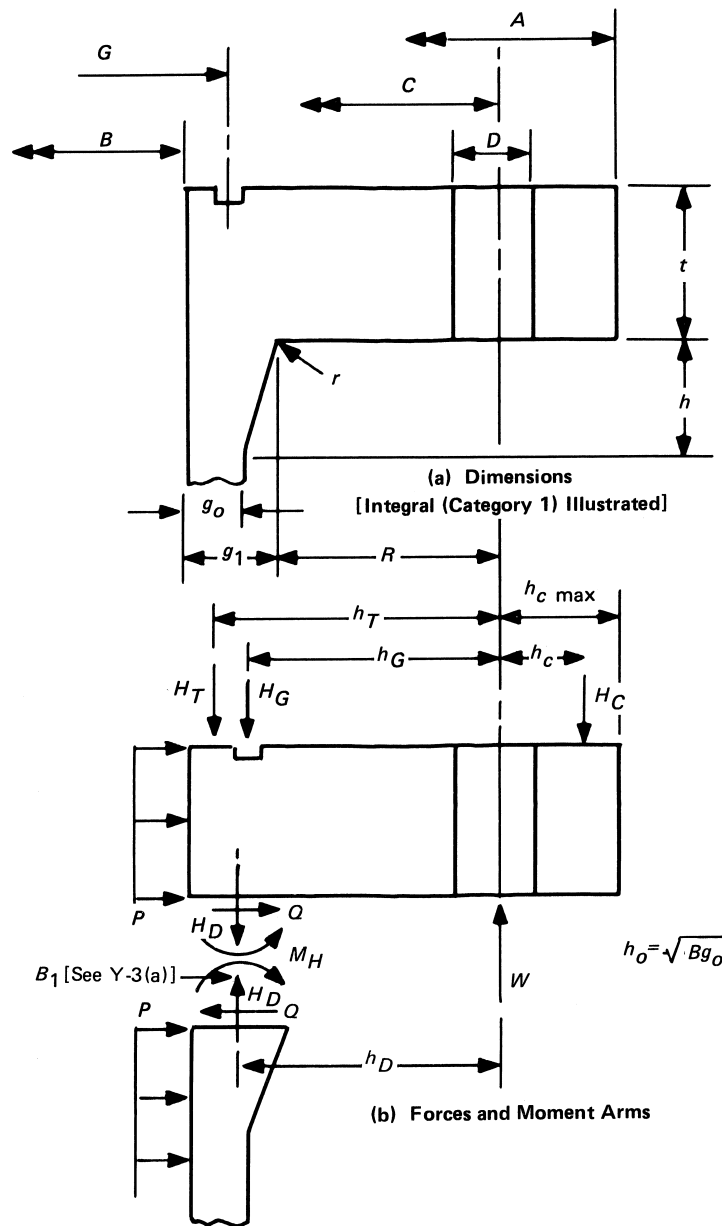 A
G
C
B
D
t
r
h
(a) Dimensions
[Integral (Category 1) Illustrated]
g_o
g_1
R
h_c max
h_T
h_G
h_c
H_T
H_G
H_C
P
Q
H_D
M_H
h_o = √Bg_o
B_1 [See Y-3(a)]
H_D
W
P
Q
h_D
(b) Forces and Moment Arms